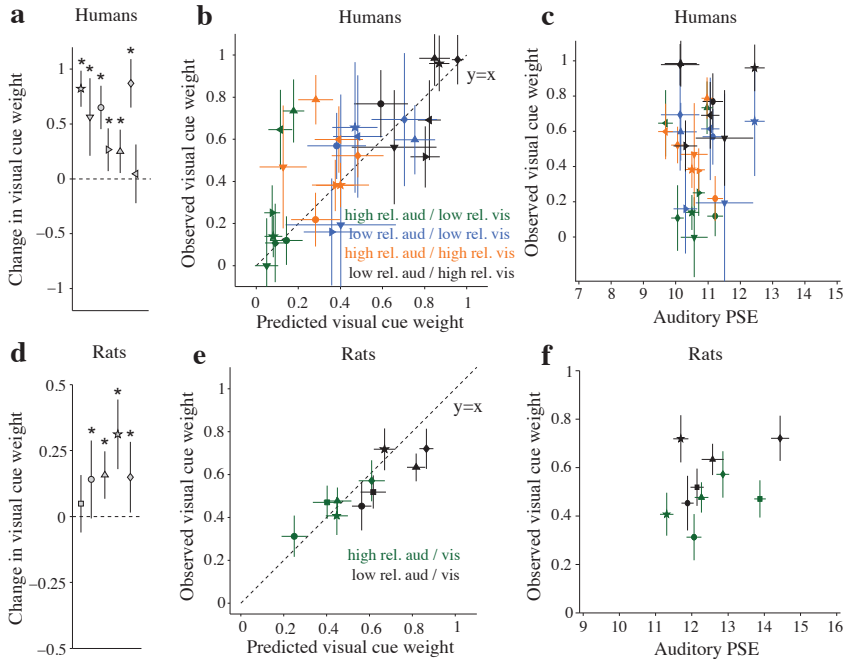 a
Humans
Change in visual cue weight
1
0.5
0
−0.5
−1
*
*
*
*
*
*
b
Humans
Observed visual cue weight
1
0.8
0.6
0.4
0.2
0
y=x
high rel. aud / low rel. vis
low rel. aud / low rel. vis
high rel. aud / high rel. vis
low rel. aud / high rel. vis
0
0.2
0.4
0.6
0.8
1
Predicted visual cue weight
c
Humans
Observed visual cue weight
1
0.8
0.6
0.4
0.2
0
7
8
9
10
11
12
13
14
15
Auditory PSE
d
Rats
Change in visual cue weight
0.5
0.25
0
−0.25
−0.5
*
*
*
*
e
Rats
Observed visual cue weight
1
0.8
0.6
0.4
0.2
0
y=x
high rel. aud / vis
low rel. aud / vis
0
0.2
0.4
0.6
0.8
1
Predicted visual cue weight
f
Rats
Observed visual cue weight
1
0.8
0.6
0.4
0.2
0
9
10
11
12
13
14
15
16
Auditory PSE